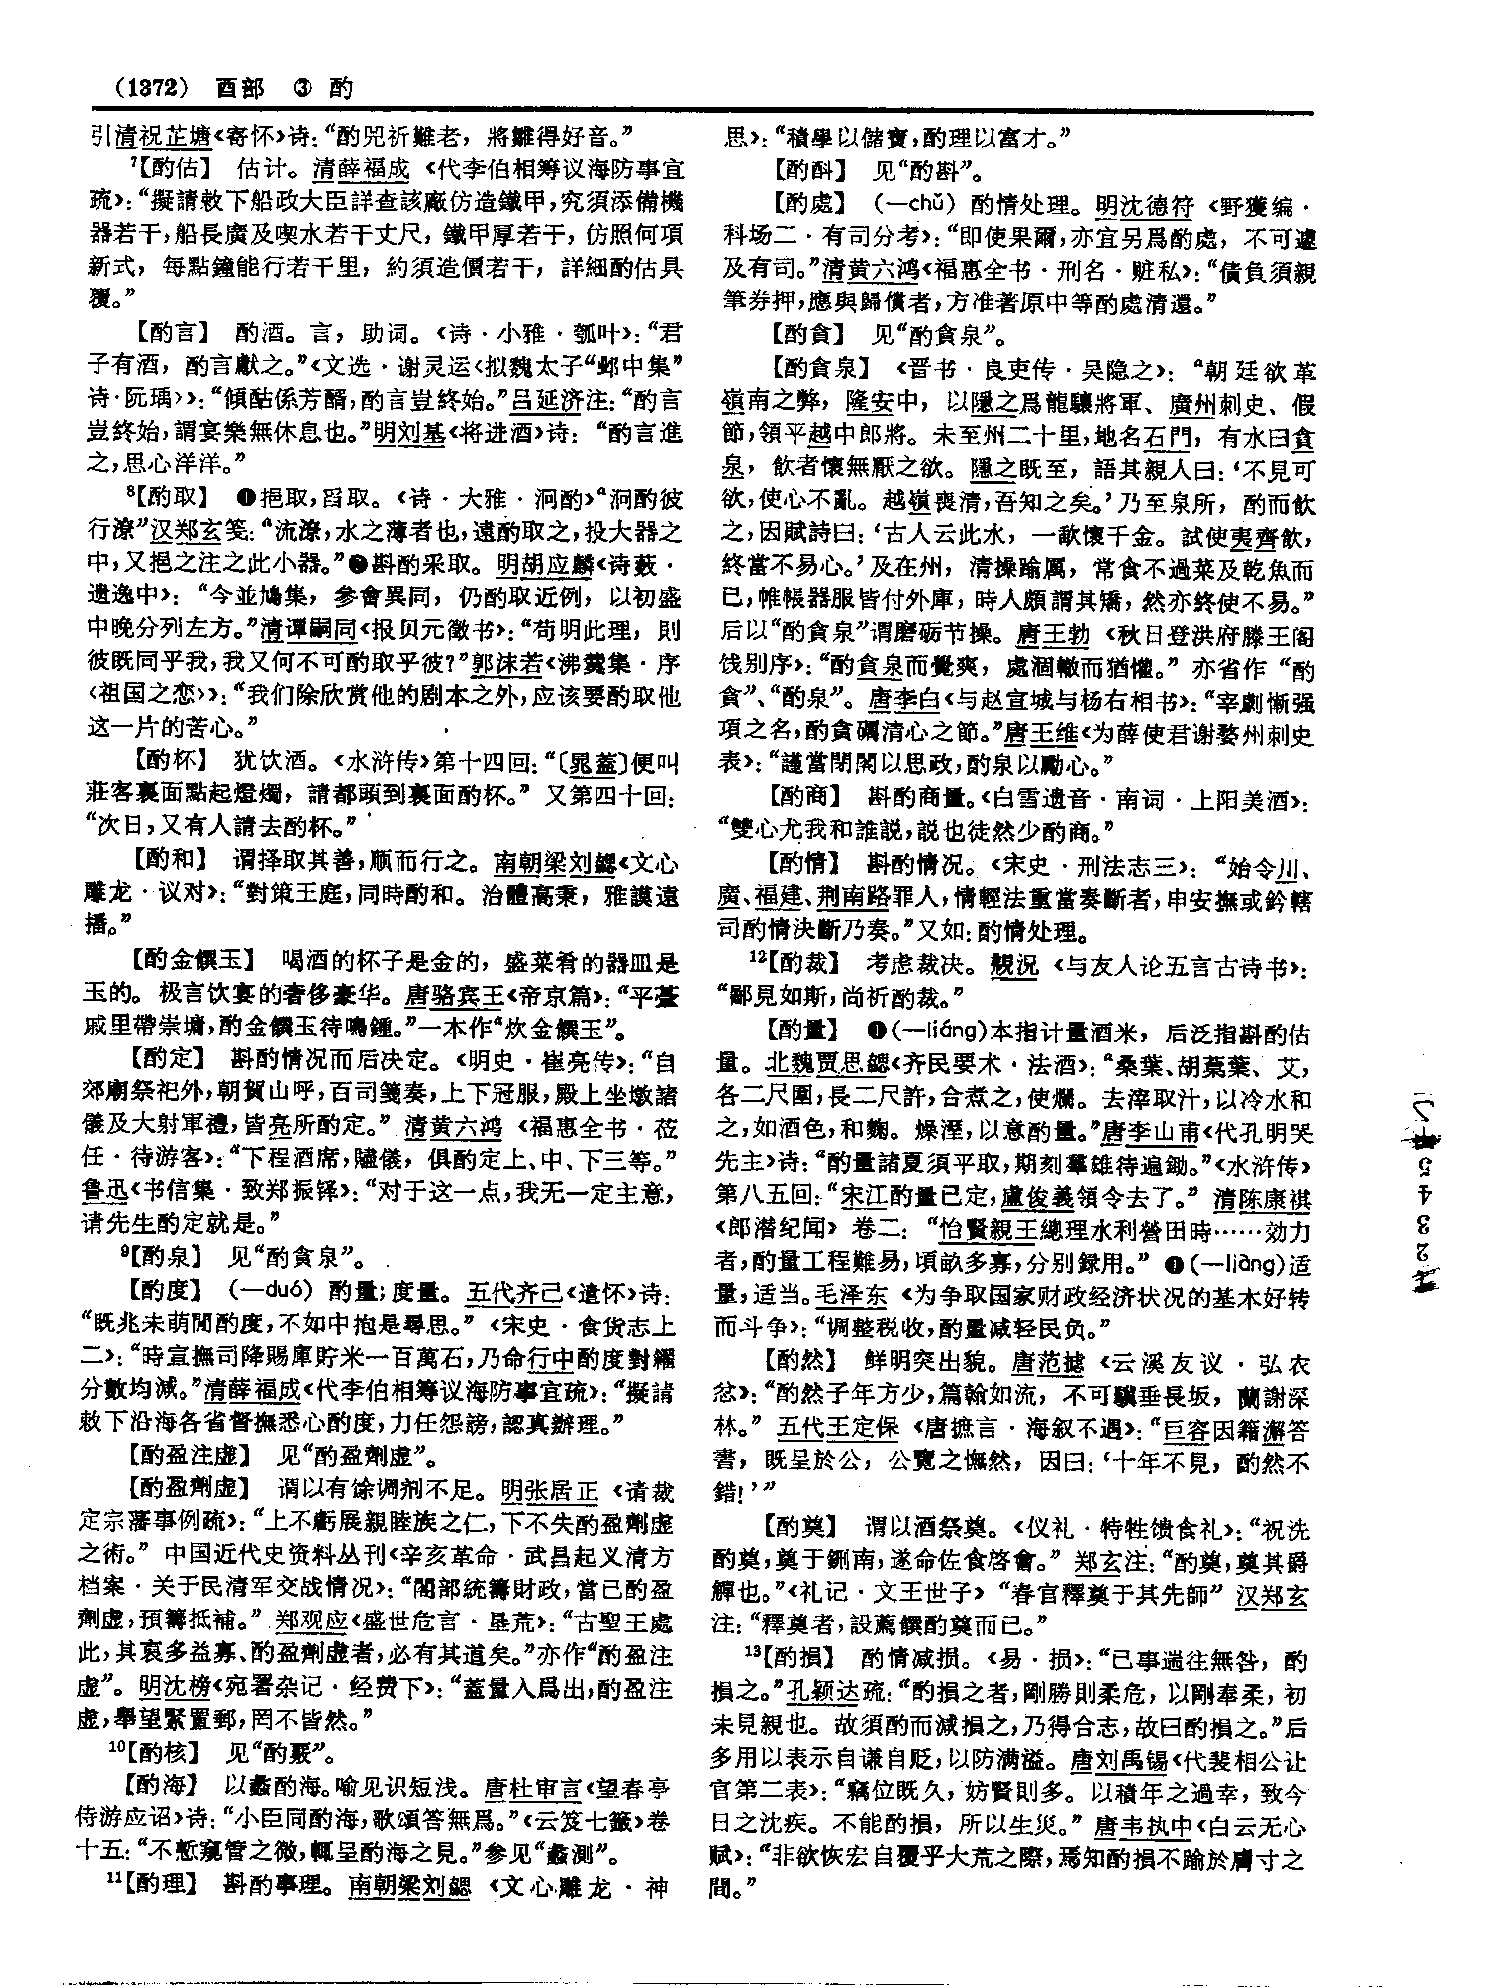 （1372） 酉部 ③ 酌
引清祝芷塘《寄怀》诗：“酌兕祈難老，將雛得好音。”
7【酌估】 估计。清薛福成《代李伯相筹议海防事宜
疏》：“擬請敕下船政大臣詳查該廠仿造鐵甲，究須添備機
器若干，船長廣及喫水若干丈尺，鐵甲厚若干，仿照何項
新式，每點鐘能行若干里，約須造價若干，詳細酌估具
覆。”
【酌言】 酌酒。言，助词。《诗·小雅·瓠叶》：“君
子有酒，酌言獻之。”《文选·谢灵运〈拟魏太子“邺中集”
诗·阮瑀〉》：“傾酤係芳醑，酌言豈終始。”吕延济注：“酌言
豈終始，謂宴樂無休息也。”明刘基《将进酒》诗：“酌言進
之，思心洋洋。”
8【酌取】 ❶挹取，舀取。《诗·大雅·泂酌》“泂酌彼
行潦”汉郑玄笺：“流潦，水之薄者也，遠酌取之，投大器之
中，又挹之注之此小器。”❷斟酌采取。明胡应麟《诗薮·
遗逸中》：“今並鳩集，參會異同，仍酌取近例，以初盛
中晚分列左方。”清谭嗣同《报贝元徵书》：“苟明此理，則
彼既同乎我，我又何不可酌取乎彼？”郭沫若《沸羹集·序
〈祖国之恋〉》：“我们除欣赏他的剧本之外，应该要酌取他
这一片的苦心。”
【酌杯】 犹饮酒。《水浒传》第十四回：“〔晁蓋〕便叫
莊客裏面點起燈燭，請都頭到裏面酌杯。”又第四十回：
“次日，又有人請去酌杯。”
【酌和】 谓择取其善，顺而行之。南朝梁刘勰《文心
雕龙·议对》：“對策王庭，同時酌和。治體高秉，雅謨遠
播。”
【酌金饌玉】 喝酒的杯子是金的，盛菜肴的器皿是
玉的。极言饮宴的奢侈豪华。唐骆宾王《帝京篇》：“平臺
戚里帶崇墉，酌金饌玉待鳴鍾。”一本作“炊金饌玉”。
【酌定】 斟酌情况而后决定。《明史·崔亮传》：“自
郊廟祭祀外，朝賀山呼，百司箋奏，上下冠服，殿上坐墩諸
儀及大射軍禮，皆亮所酌定。”清黄六鸿《福惠全书·莅
任·待游客》：“下程酒席，贐儀，俱酌定上、中、下三等。”
鲁迅《书信集·致郑振铎》：“对于这一点，我无一定主意，
请先生酌定就是。”
9【酌泉】 见“酌貪泉”。
【酌度】 （—duó）酌量；度量。五代齐己《遣怀》诗：
“既兆未萌閒酌度，不如中抱是尋思。”《宋史·食货志上
二》：“時宣撫司降賜庫貯米一百萬石，乃命行中酌度對糴
分數均減。”清薛福成《代李伯相筹议海防事宜疏》：“擬請
敕下沿海各省督撫悉心酌度，力任怨謗，認真辦理。”
【酌盈注虚】 见“酌盈劑虚”。
【酌盈劑虚】 谓以有馀调剂不足。明张居正《请裁
定宗藩事例疏》：“上不虧展親睦族之仁，下不失酌盈劑虚
之術。”中国近代史资料丛刊《辛亥革命·武昌起义清方
档案·关于民清军交战情况》：“閣部統籌財政，當已酌盈
劑虚，預籌抵補。”郑观应《盛世危言·垦荒》：“古聖王處
此，其裒多益寡、酌盈劑虚者，必有其道矣。”亦作“酌盈注
虚”。明沈榜《宛署杂记·经费下》：“蓋量入爲出，酌盈注
虚，舉望緊置郵，罔不皆然。”
10【酌核】 见“酌覈”。
【酌海】 以蠡酌海。喻见识短浅。唐杜审言《望春亭
侍游应诏》诗：“小臣同酌海，歌頌答無爲。”《云笈七籤》卷
十五：“不慙窺管之微，輒呈酌海之見。”参见“蠡测”。
11【酌理】 斟酌事理。南朝梁刘勰《文心雕龙·神
思》：“積學以儲寶，酌理以富才。”
【酌酙】 见“酌斟”。
【酌處】 （—chǔ）酌情处理。明沈德符《野獲编·
科场二·有司分考》：“即使果爾，亦宜另爲酌處，不可遽
及有司。”清黄六鸿《福惠全书·刑名·赃私》：“債負須親
筆券押，應與歸償者，方准著原中等酌處清還。”
【酌貪】 见“酌貪泉”。
【酌貪泉】 《晋书·良吏传·吴隐之》：“朝廷欲革
嶺南之弊，隆安中，以隱之爲龍驤將軍、廣州刺史、假
節，領平越中郎將。未至州二十里，地名石門，有水曰貪
泉，飲者懷無厭之欲。隱之既至，語其親人曰：‘不見可
欲，使心不亂。越嶺喪清，吾知之矣。’乃至泉所，酌而飲
之，因賦詩曰：‘古人云此水，一歃懷千金。試使夷齊飲，
終當不易心。’及在州，清操踰厲，常食不過菜及乾魚而
已，帷帳器服皆付外庫，時人頗謂其矯，然亦終使不易。”
后以“酌貪泉”谓磨砺节操。唐王勃《秋日登洪府滕王阁
饯别序》：“酌貪泉而覺爽，處涸轍而猶懽。”亦省作“酌
貪”、“酌泉”。唐李白《与赵宣城与杨右相书》：“宰劇慚强
項之名，酌貪礪清心之節。”唐王维《为薛使君谢婺州刺史
表》：“謹當閉閣以思政，酌泉以勵心。”
【酌商】 斟酌商量。《白雪遗音·南词·上阳美酒》：
“雙心尤我和誰説，説也徒然少酌商。”
【酌情】 斟酌情况。《宋史·刑法志三》：“始令川、
廣、福建、荆南路罪人，情輕法重當奏斷者，申安撫或鈐轄
司酌情決斷乃奏。”又如：酌情处理。
12【酌裁】 考虑裁决。覯况《与友人论五言古诗书》：
“鄙見如斯，尚祈酌裁。”
【酌量】 ❶（—liáng）本指计量酒米，后泛指斟酌估
量。北魏贾思勰《齐民要术·法酒》：“桑葉、胡葈葉、艾，
各二尺圍，長二尺許，合煮之，使爛。去滓取汁，以冷水和
之，如酒色，和麴。燥溼，以意酌量。”唐李山甫《代孔明哭
先主》诗：“酌量諸夏須平取，期刻羣雄待遍鋤。”《水浒传》
第八五回：“宋江酌量已定，盧俊義領令去了。”清陈康祺
《郎潜纪闻》卷二：“怡賢親王總理水利營田時……効力
者，酌量工程難易，頃畝多寡，分别録用。”❷（—liàng）适
量，适当。毛泽东《为争取国家财政经济状况的基本好转
而斗争》：“调整税收，酌量减轻民负。”
【酌然】 鲜明突出貌。唐范摅《云溪友议·弘农
忿》：“酌然子年方少，篇翰如流，不可驥垂長坂，蘭謝深
林。”五代王定保《唐摭言·海叙不遇》：“巨容因籍澥答
書，既呈於公，公覽之憮然，因曰：‘十年不見，酌然不
錯！’”
【酌奠】 谓以酒祭奠。《仪礼·特牲馈食礼》：“祝洗
酌奠，奠于鉶南，遂命佐食啓會。”郑玄注：“酌奠，奠其爵
觶也。”《礼记·文王世子》“春官釋奠于其先師”汉郑玄
注：“釋奠者，設薦饌酌奠而已。”
13【酌損】 酌情减损。《易·损》：“已事遄往無咎，酌
損之。”孔颖达疏：“酌損之者，剛勝則柔危，以剛奉柔，初
未見親也。故須酌而減損之，乃得合志，故曰酌損之。”后
多用以表示自谦自贬，以防满溢。唐刘禹锡《代裴相公让
官第二表》：“竊位既久，妨賢則多。以積年之過幸，致今
日之沈疾。不能酌損，所以生災。”唐韦执中《白云无心
赋》：“非欲恢宏自覆乎大荒之際，焉知酌損不踰於膚寸之
間。”